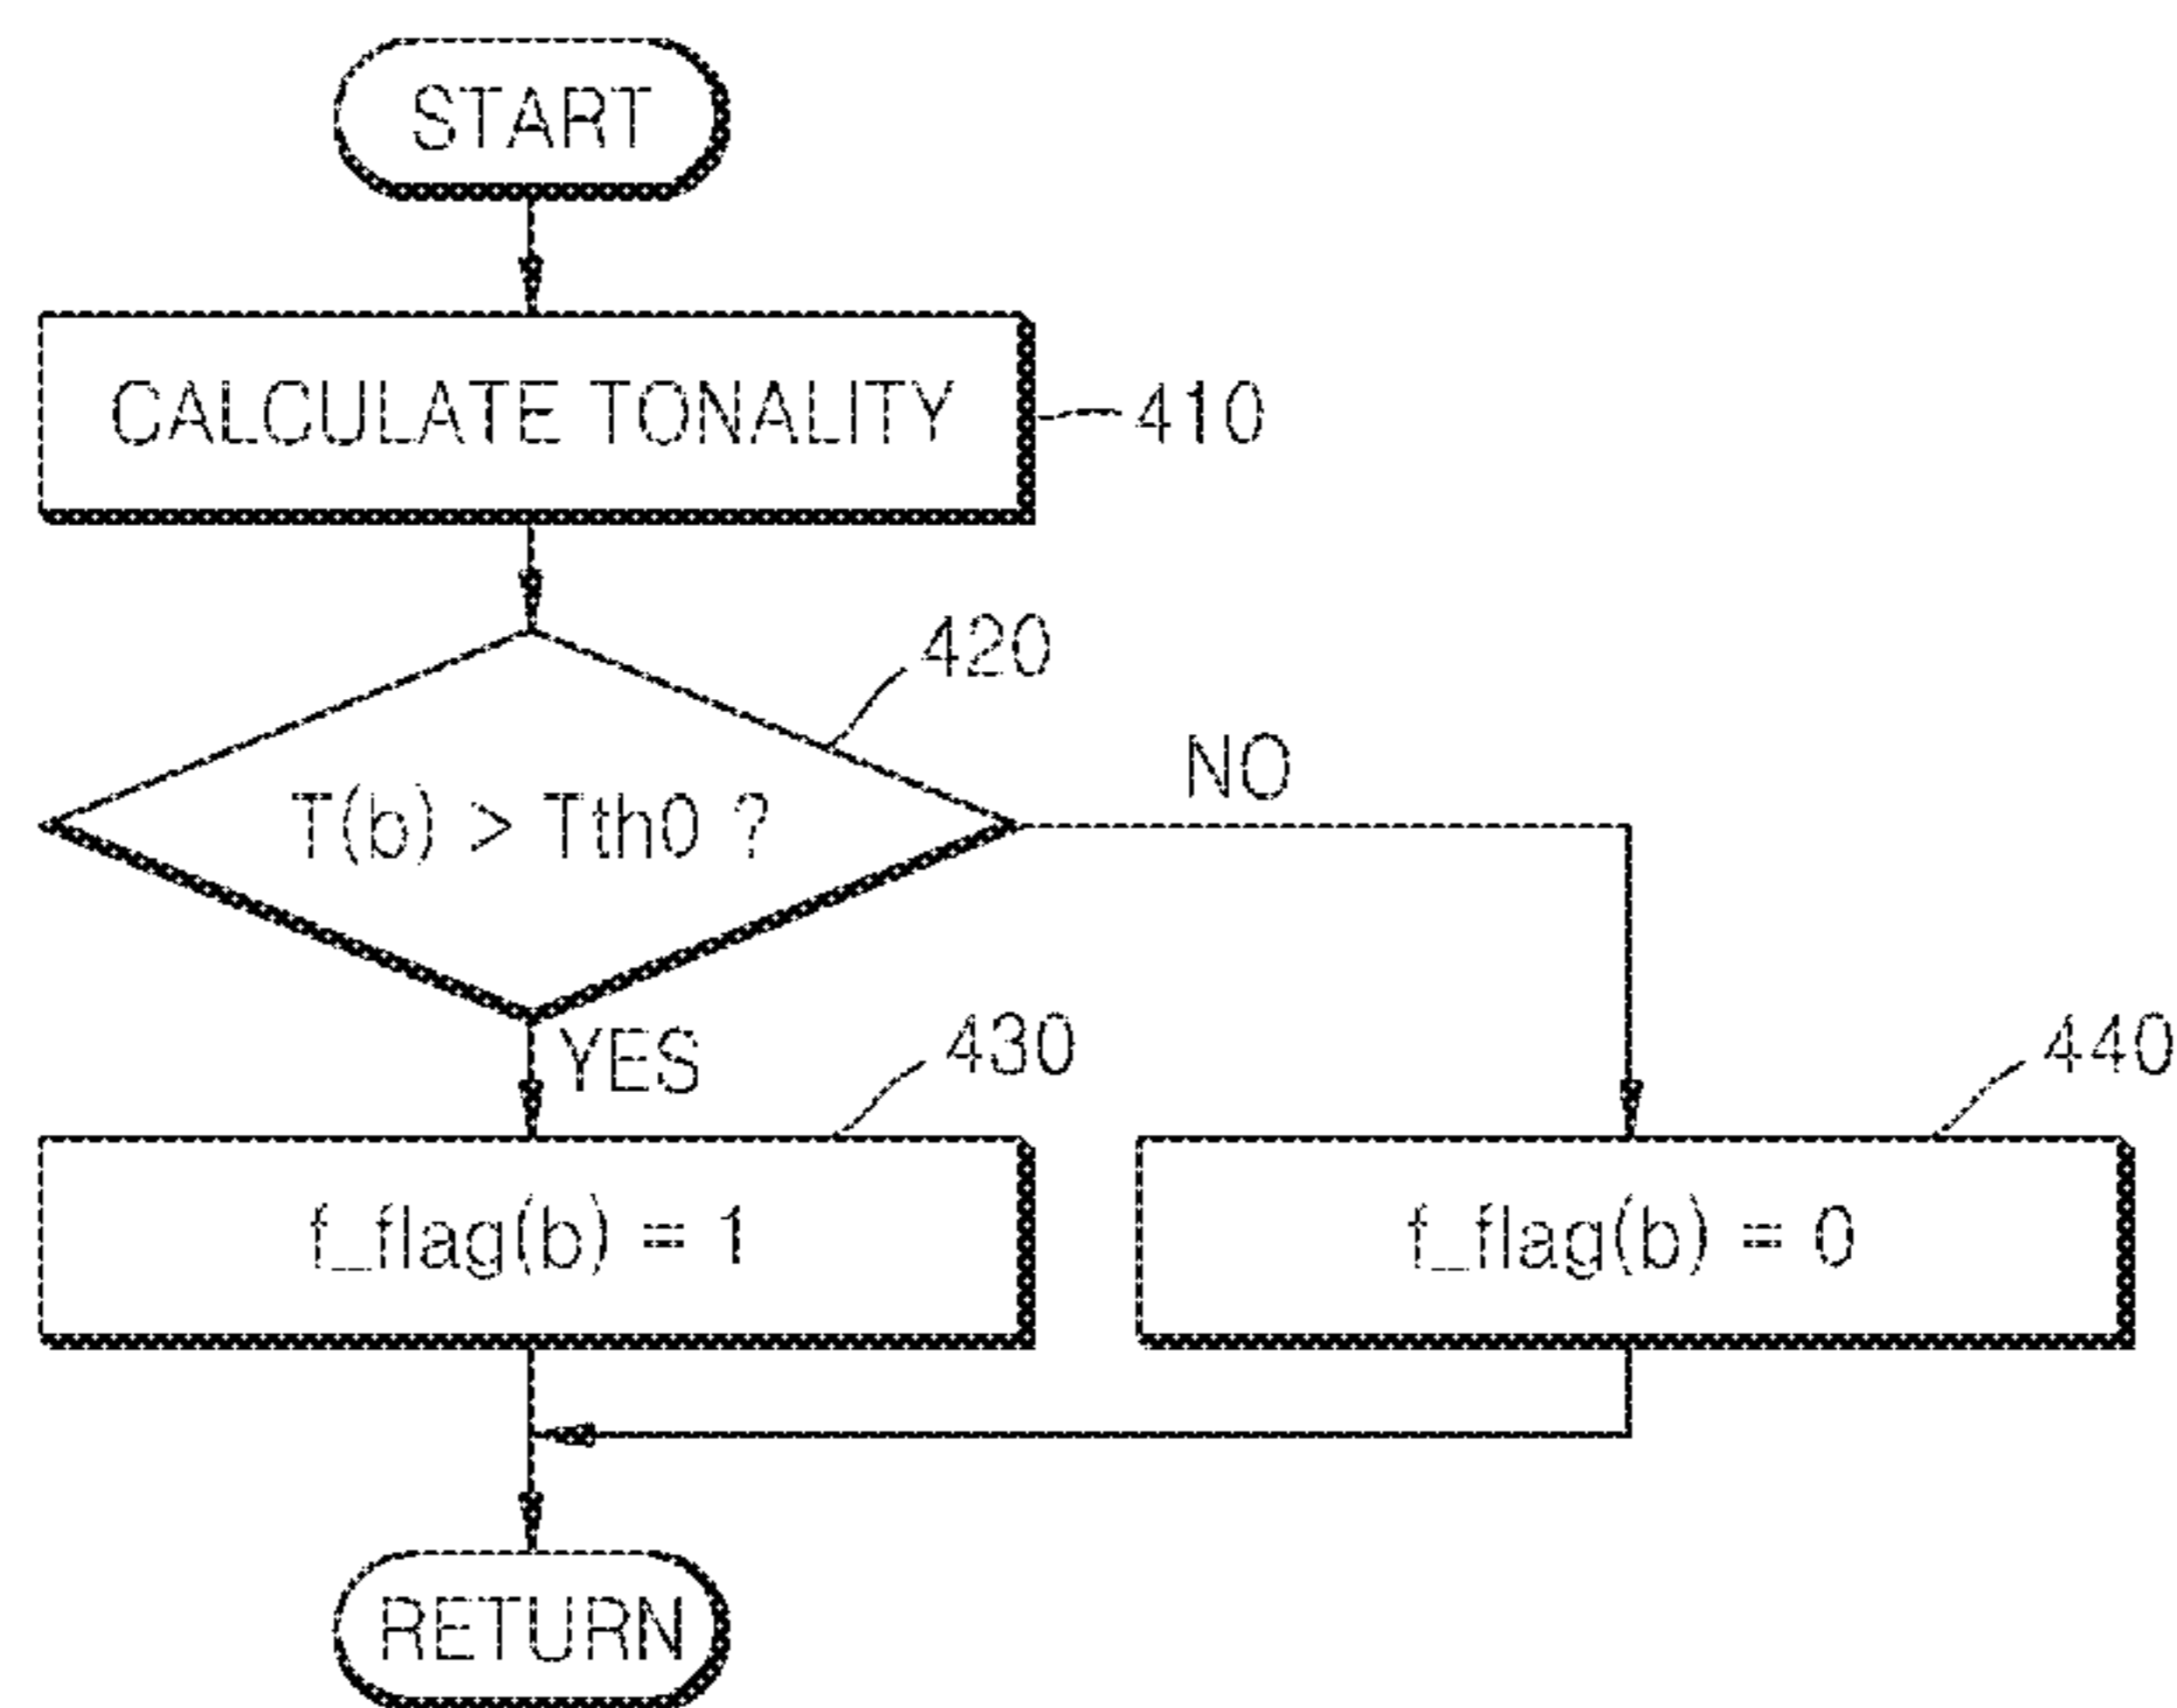 START
CALCULATE TONALITY
410
420
T(b) > Tth0 ?
NO
YES
430
440
f_flag(b) = 1
f_flag(b) = 0
RETURN